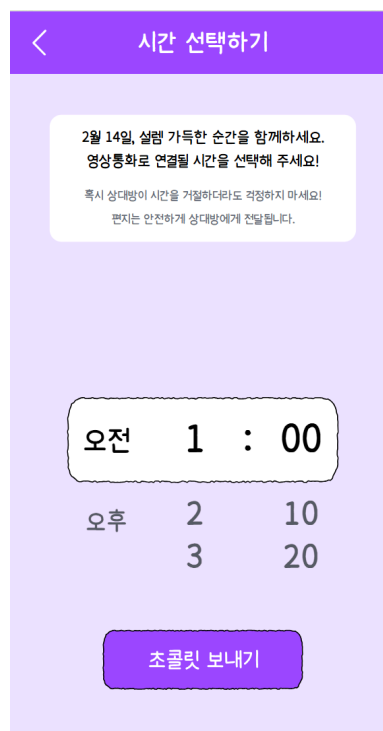 시간 선택하기
2월 14일, 설렘 가득한 순간을 함께하세요.
영상통화로 연결될 시간을 선택해 주세요!
혹시 상대방이 시간을 거절하더라도 걱정하지 마세요!
편지는 안전하게 상대방에게 전달됩니다.
오전 1 : 00
오후 2 10
3 20
초콜릿 보내기